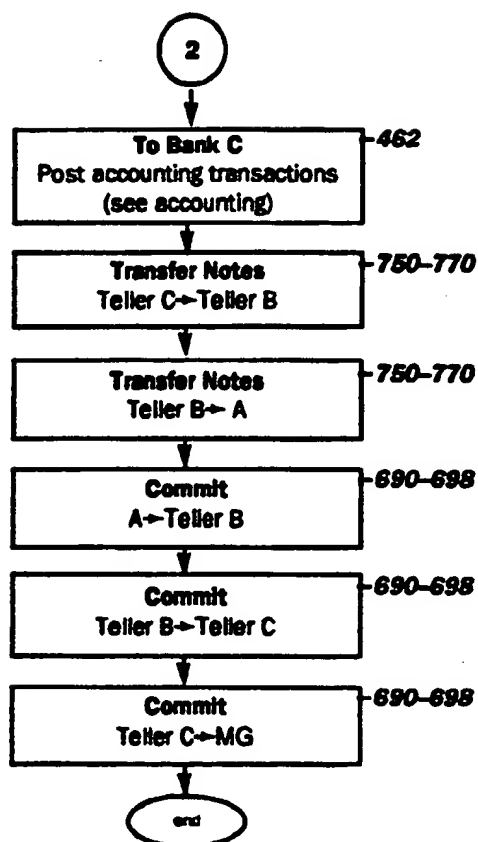 2
To Bank C
462
Post accounting transactions
(see accounting)
Transfer Notes
750-770
Teller C→Teller B
Transfer Notes
750-770
Teller B→ A
Commit
690-698
A→Teller B
Commit
690-698
Teller B→Teller C
Commit
690-698
Teller C→MG
end